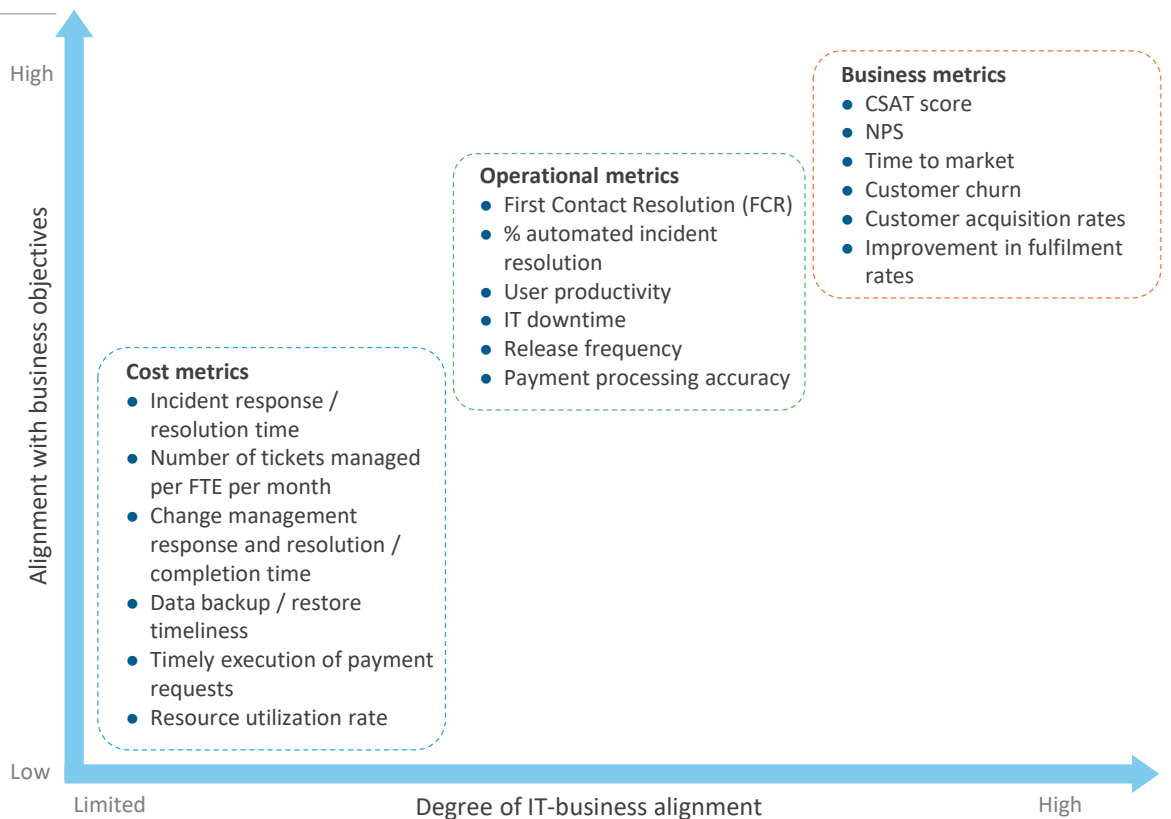 High
Alignment with business objectives
Low
Business metrics
● CSAT score
● NPS
● Time to market
● Customer churn
● Customer acquisition rates
● Improvement in fulfilment
rates
Operational metrics
● First Contact Resolution (FCR)
● % automated incident
resolution
● User productivity
● IT downtime
● Release frequency
● Payment processing accuracy
Cost metrics
● Incident response /
resolution time
● Number of tickets managed
per FTE per month
● Change management
response and resolution /
completion time
● Data backup / restore
timeliness
● Timely execution of payment
requests
● Resource utilization rate
Limited
Degree of IT-business alignment
High